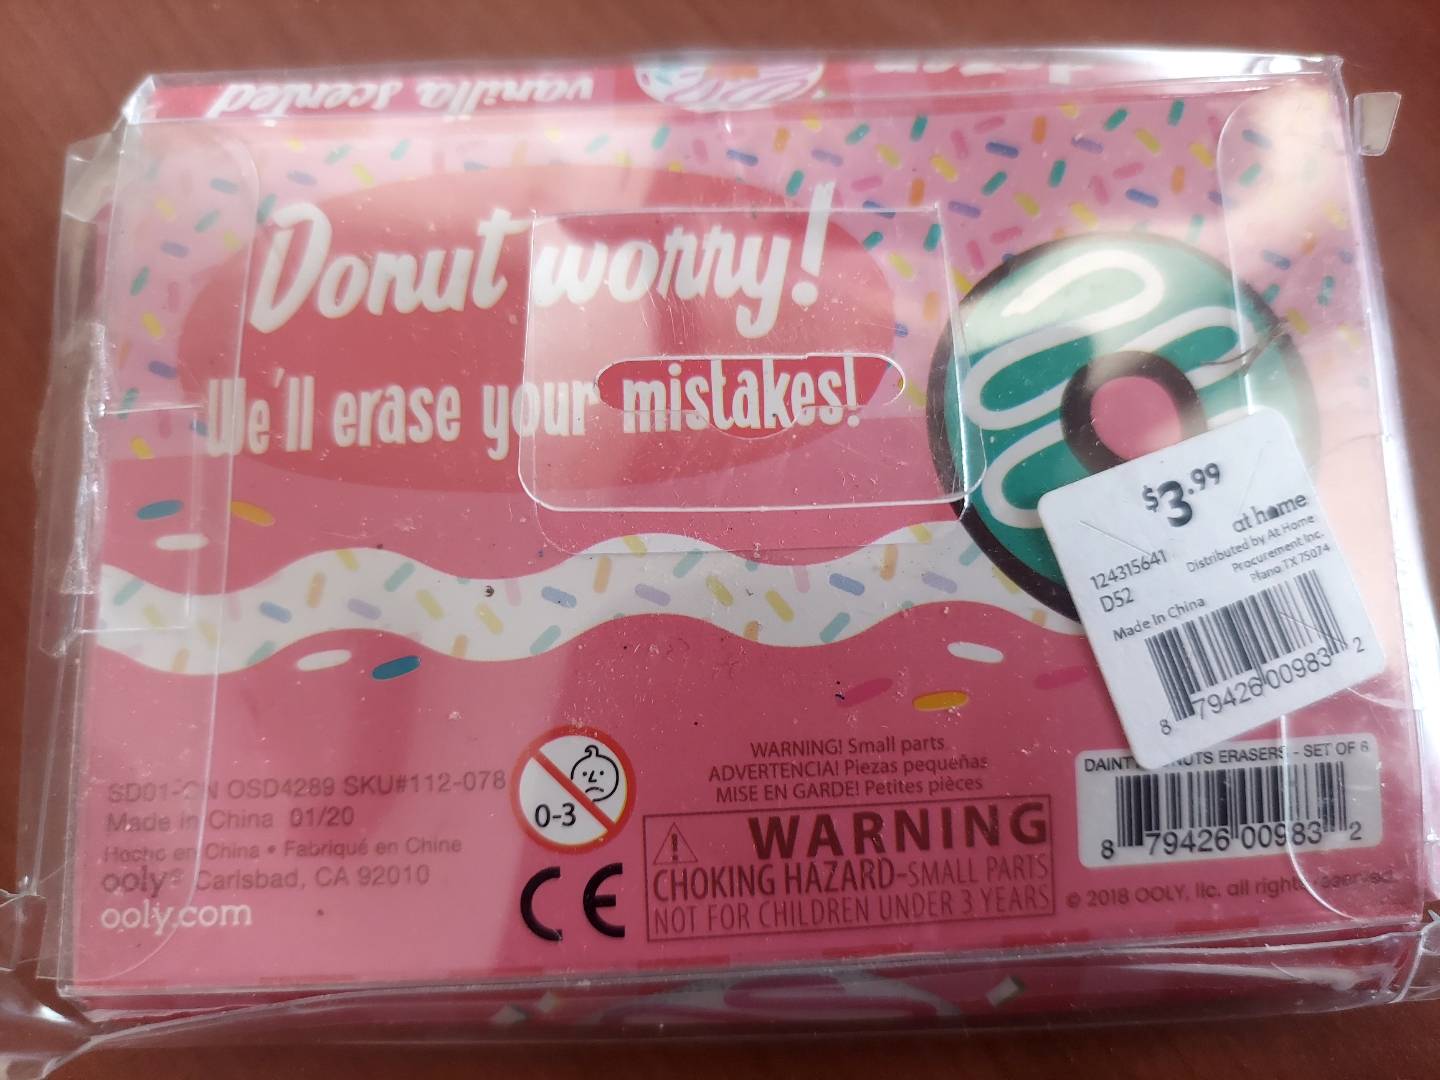 vanilla scented
Donut worry!
We'll erase your mistakes!
$3.99
at home
Distributed by At Home
Procurement Inc.
Plano TX 75074
124315641
D52
Made In China
8 79426 00983 2
SD01-CN OSD4289 SKU#112-078
Made in China 01/20
Hecho en China • Fabriqué en Chine
ooly® Carlsbad, CA 92010
ooly.com
0-3
CE
WARNING! Small parts.
ADVERTENCIA! Piezas pequeñas
MISE EN GARDE! Petites pièces
WARNING
CHOKING HAZARD-SMALL PARTS
NOT FOR CHILDREN UNDER 3 YEARS
ERASERS - SET OF 6
8 79426 00983 2
© 2018 OOLY, llc. all rights reserved.